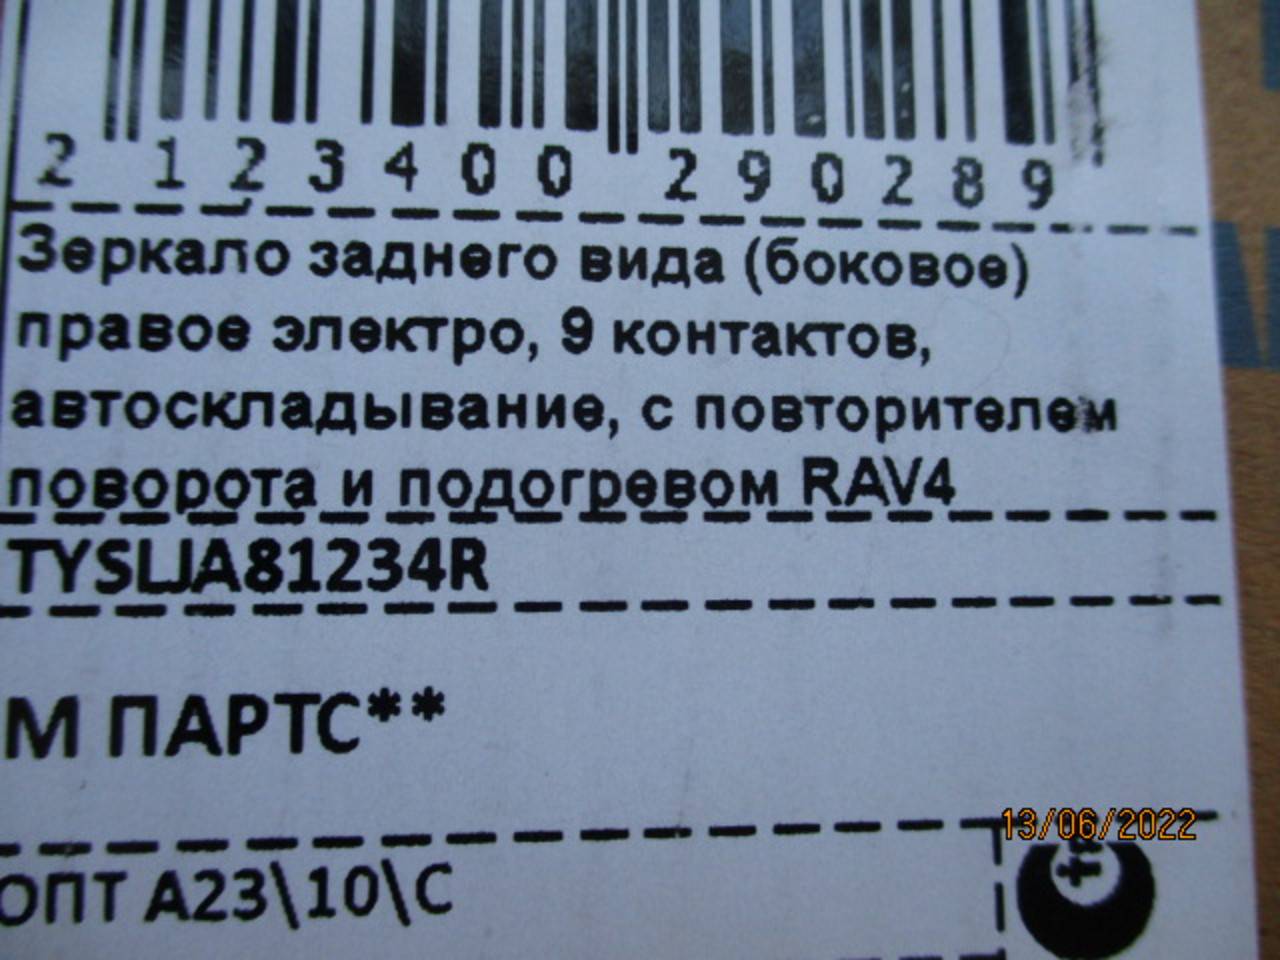 2 123400 290289
Зеркало заднего вида (боковое)
правое электро, 9 контактов,
автоскладывание, с повторителем
поворота и подогревом RAV4
TYSLJA81234R
М ПАРТС**
13/06/2022
ОПТ А23\10\С